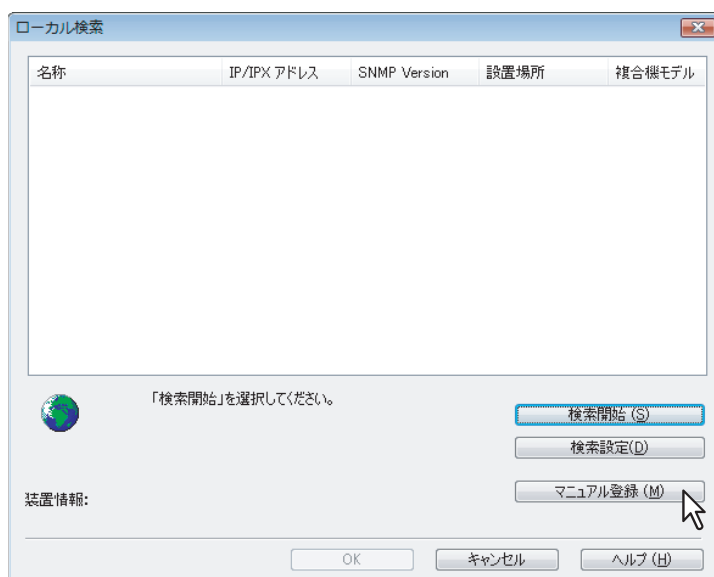 ローカル検索
名称 IP/IPX アドレス SNMP Version 設置場所 複合機モデル
「検索開始」を選択してください。
検索開始 (S)
検索設定(D)
マニュアル登録 (M)
装置情報:
OK キャンセル ヘルプ (H)